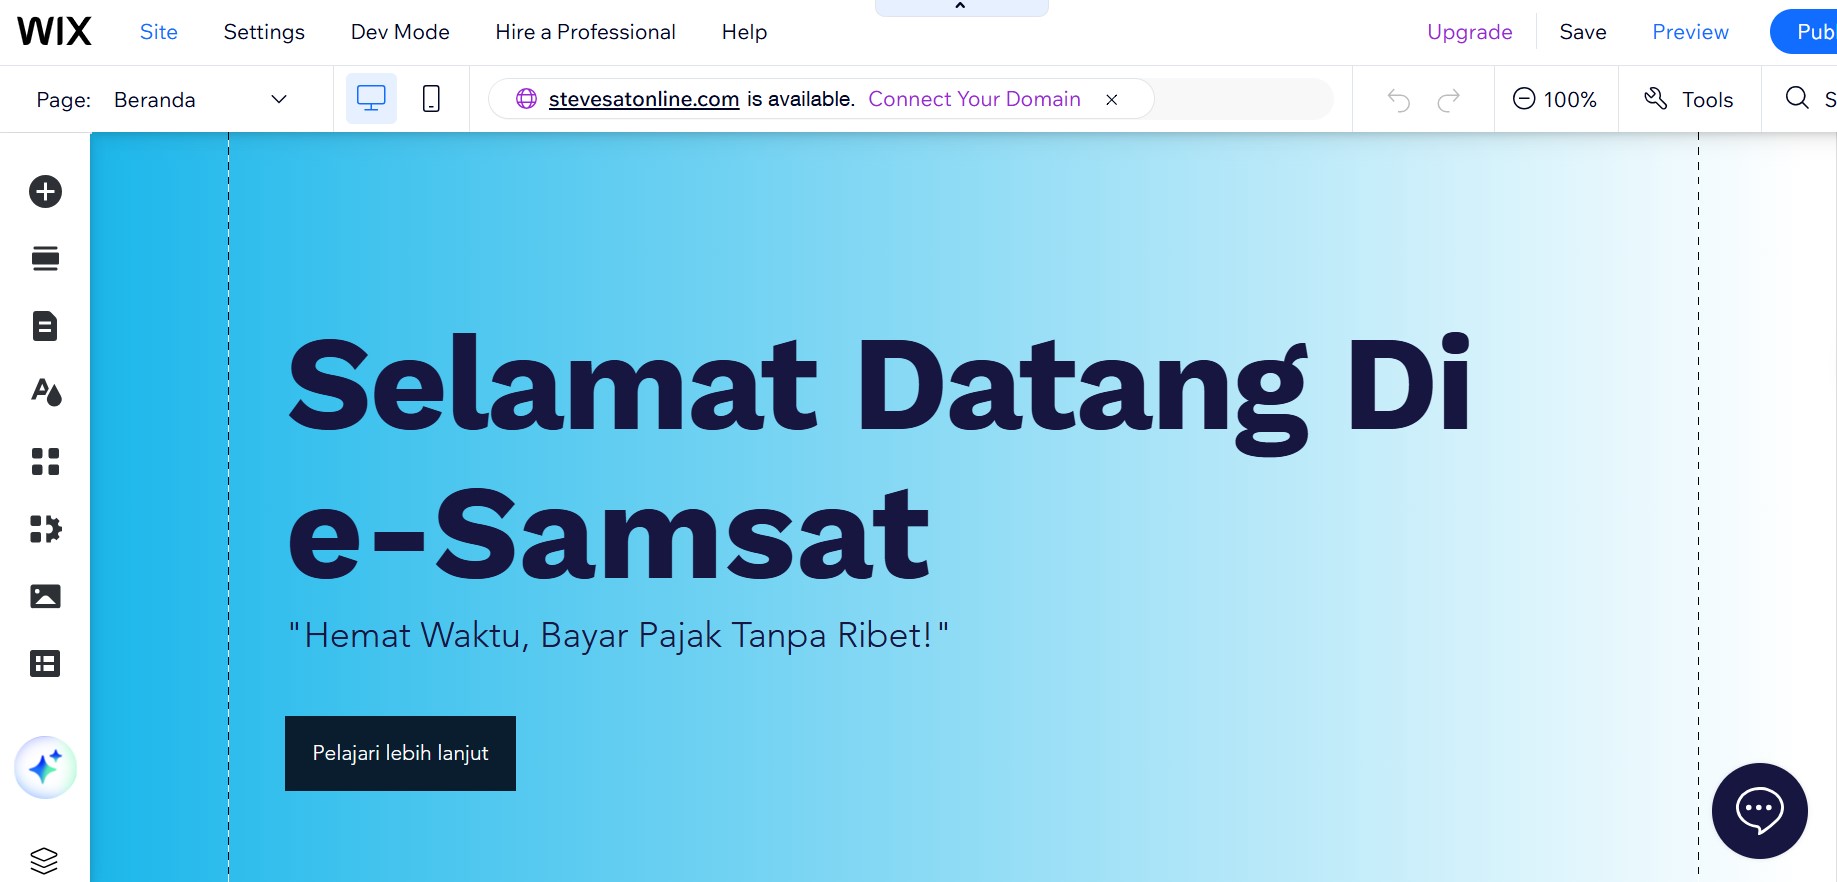 WIX Site Settings Dev Mode Hire a Professional Help Upgrade Save Preview
Page: Beranda stevesatonline.com is available. Connect Your Domain 100% Tools
Selamat Datang Di
e-Samsat
"Hemat Waktu, Bayar Pajak Tanpa Ribet!"
Pelajari lebih lanjut